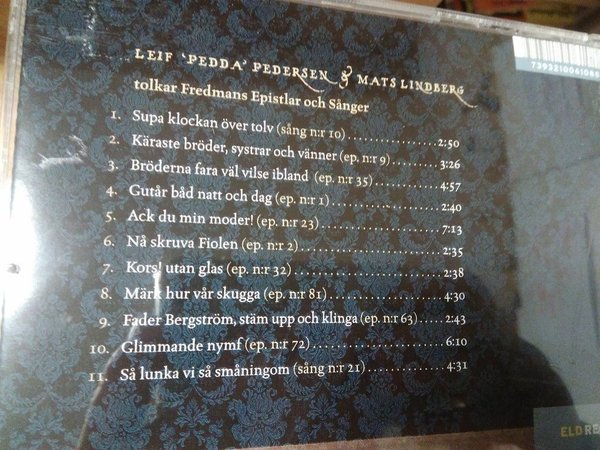 LEIF 'PEDDA' PEDERSEN & MATS LINDBERG
tolkar Fredmans Epistlar och Sånger
1. Supa klockan över tolv (sång n:r 10) 2:50
2. Käraste bröder, systrar och vänner (ep. n:r 9) 3:26
3. Bröderna fara väl vilse ibland (ep. n:r 35) 4:57
4. Gutår båd natt och dag (ep. n:r 1) 2:40
5. Ack du min moder! (ep. n:r 23) 7:13
6. Nå skruva Fiolen (ep. n:r 2) 2:35
7. Kors! utan glas (ep. n:r 32) 2:38
8. Märk hur vår skugga (ep. n:r 81) 4:30
9. Fader Bergström, stäm upp och klinga (ep. n:r 63) 2:43
10. Glimmande nymf (ep. n:r 72) 6:10
11. Så lunka vi så småningom (sång n:r 21) 4:31